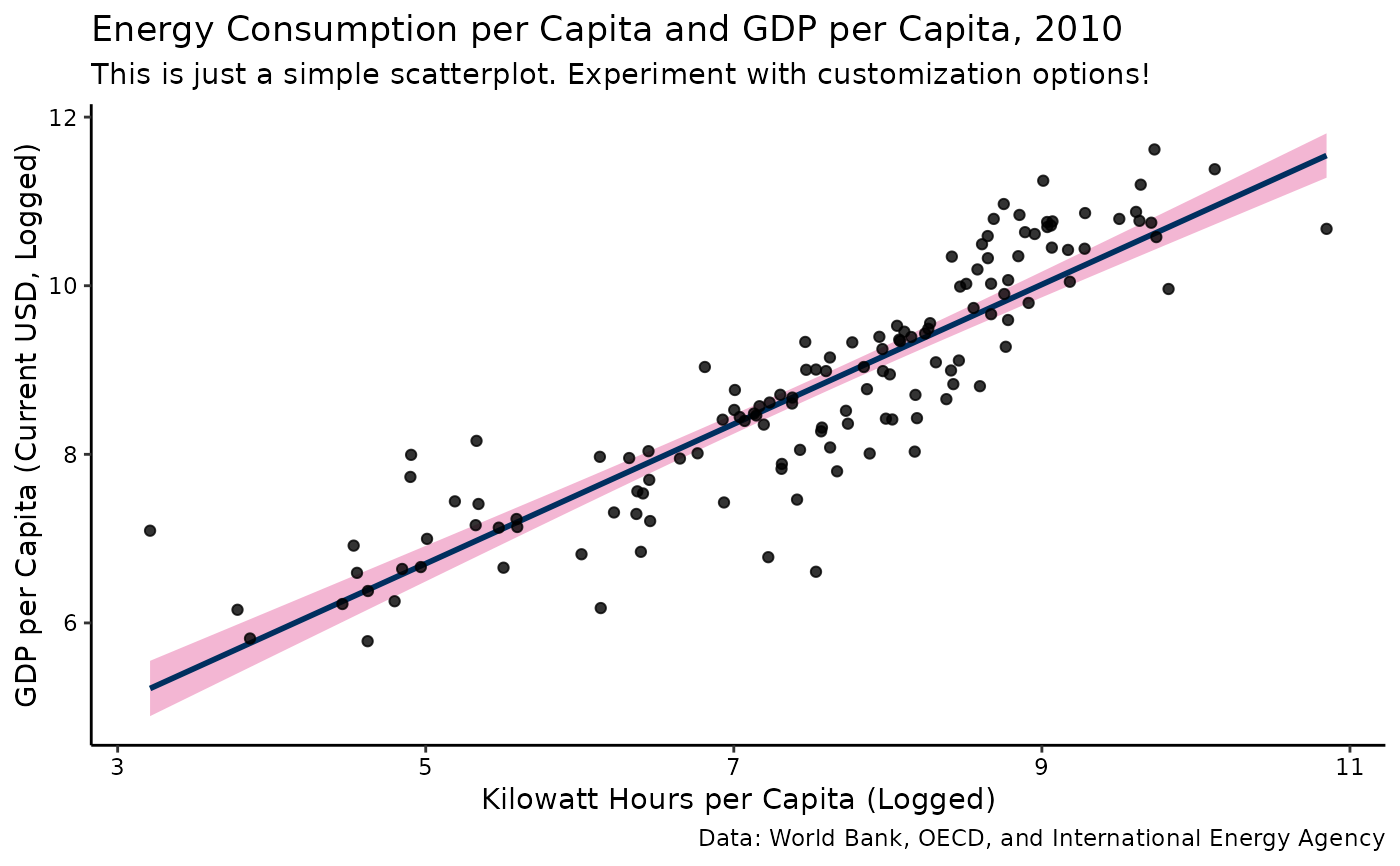 Energy Consumption per Capita and GDP per Capita, 2010
This is just a simple scatterplot. Experiment with customization options!
GDP per Capita (Current USD, Logged)
12
10
8
6
3 5 7 9 11
Kilowatt Hours per Capita (Logged)
Data: World Bank, OECD, and International Energy Agency